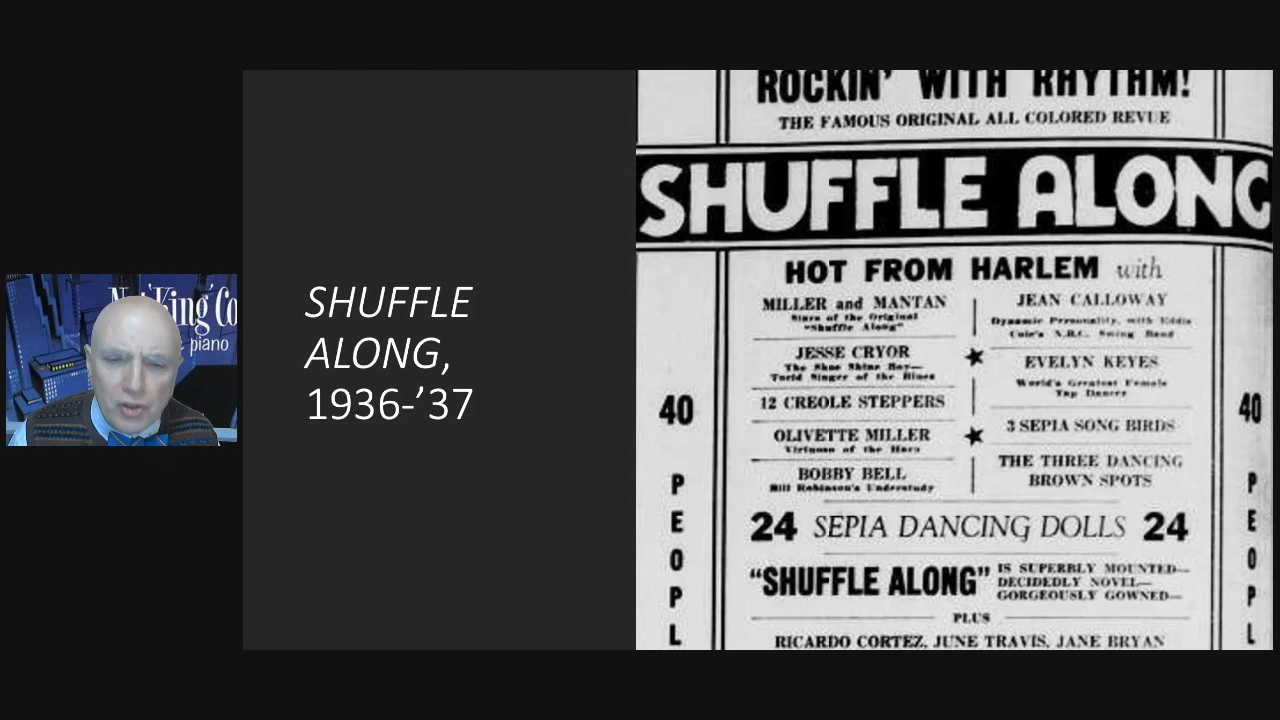 Nat King Co
piano
SHUFFLE
ALONG,
1936-’37
ROCKIN’ WITH RHYTHM!
THE FAMOUS ORIGINAL ALL COLORED REVUE
SHUFFLE ALONG
HOT FROM HARLEM with
MILLER and MANTAN
Stars of the Original
"Shuffle Along"
JESSE CRYOR
The Shoe Shine Boy—
Torid Singer of the Blues
12 CREOLE STEPPERS
OLIVETTE MILLER
Virtuoso of the Harp
BOBBY BELL
Bill Robinson's Understudy
JEAN CALLOWAY
Dynamic Personality, with Eddie
Cole's N.B.C. Swing Band
EVELYN KEYES
World's Greatest Female
Tap Dancer
3 SEPIA SONG BIRDS
THE THREE DANCING
BROWN SPOTS
40
P
E
O
P
L
40
P
E
O
P
L
24 SEPIA DANCING DOLLS 24
“SHUFFLE ALONG”
IS SUPERBLY MOUNTED—
DECIDEDLY NOVEL—
GORGEOUSLY GOWNED—
PLUS
RICARDO CORTEZ, JUNE TRAVIS, JANE BRYAN